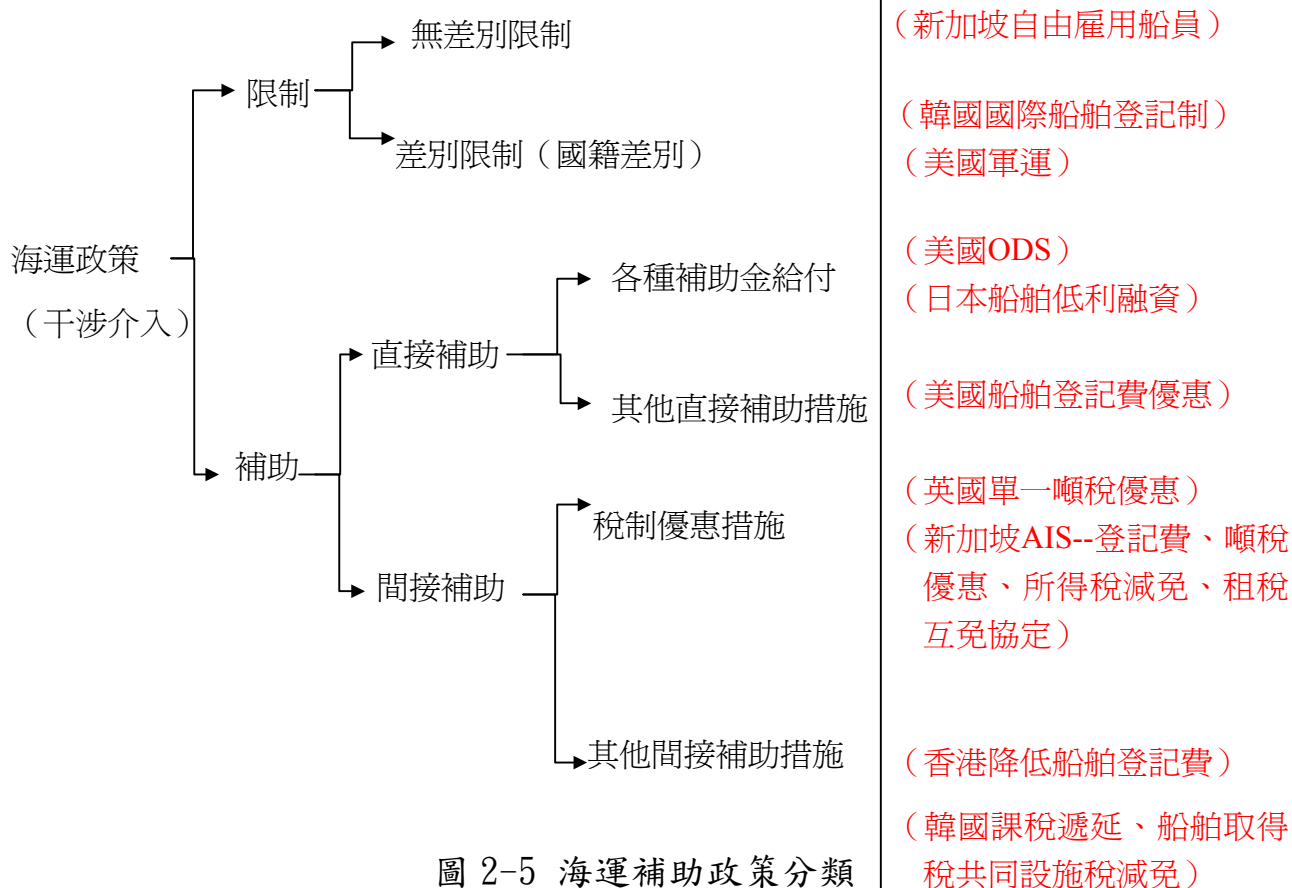 無差別限制
（新加坡自由雇用船員）
限制
（韓國國際船舶登記制）
差別限制（國籍差別）
（美國軍運）
海運政策
（干涉介入）
（美國ODS）
各種補助金給付
（日本船舶低利融資）
直接補助
其他直接補助措施
（美國船舶登記費優惠）
補助
（英國單一噸稅優惠）
稅制優惠措施
（新加坡AIS--登記費、噸稅
優惠、所得稅減免、租稅
互免協定）
間接補助
其他間接補助措施
（香港降低船舶登記費）
（韓國課稅遞延、船舶取得
稅共同設施稅減免）
圖 2-5 海運補助政策分類